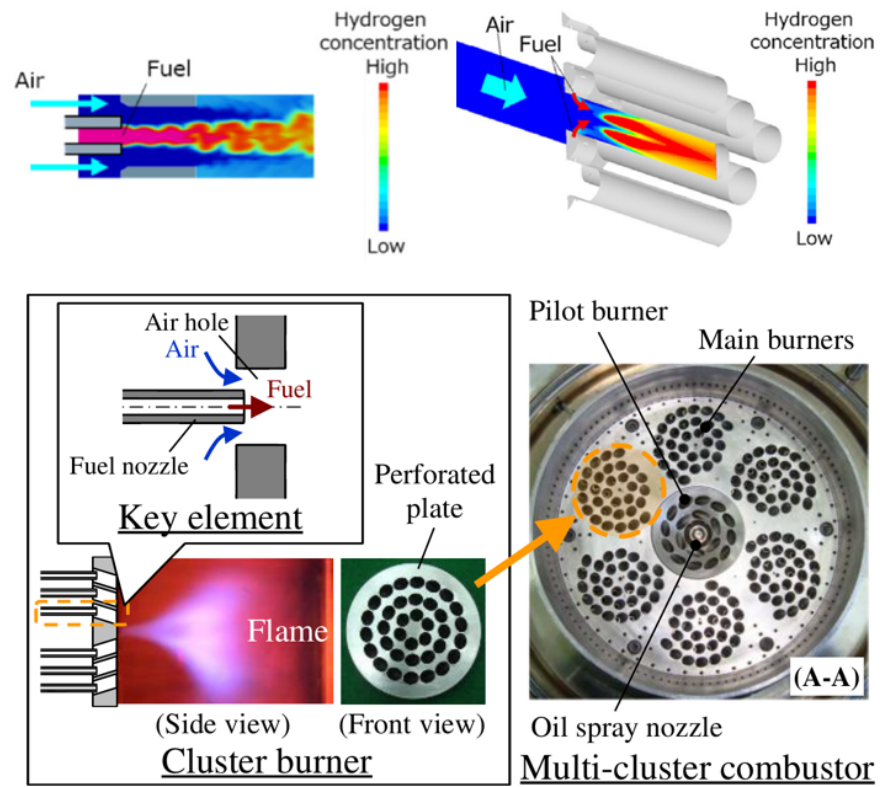 Hydrogen
concentration
High
Air
Fuel
Low
Hydrogen
concentration
High
Air
Fuel
Low
Air hole
Air
Fuel
Fuel nozzle
Key element
Perforated
plate
Flame
(Side view)
(Front view)
Cluster burner
Pilot burner
Main burners
(A-A)
Oil spray nozzle
Multi-cluster combustor